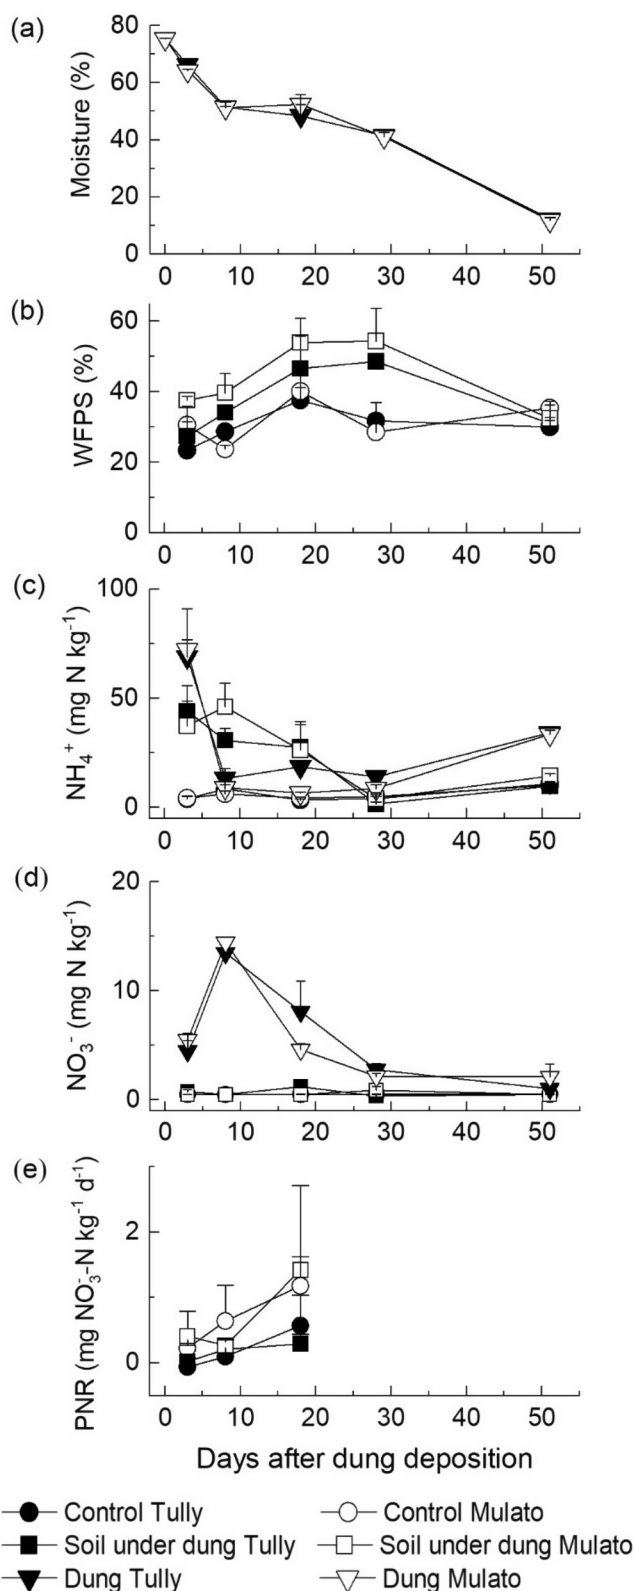 (a)
Moisture (%)
80
60
40
20
0
0 10 20 30 40 50
(b)
WFPS (%)
60
40
20
0
0 10 20 30 40 50
(c)
NH₄⁺ (mg N kg⁻¹)
100
50
0
0 10 20 30 40 50
(d)
NO₃⁻ (mg N kg⁻¹)
20
10
0
0 10 20 30 40 50
(e)
PNR (mg NO₃⁻-N kg⁻¹ d⁻¹)
2
0
0 10 20 30 40 50
Days after dung deposition
Control Tully Control Mulato
Soil under dung Tully Soil under dung Mulato
Dung Tully Dung Mulato